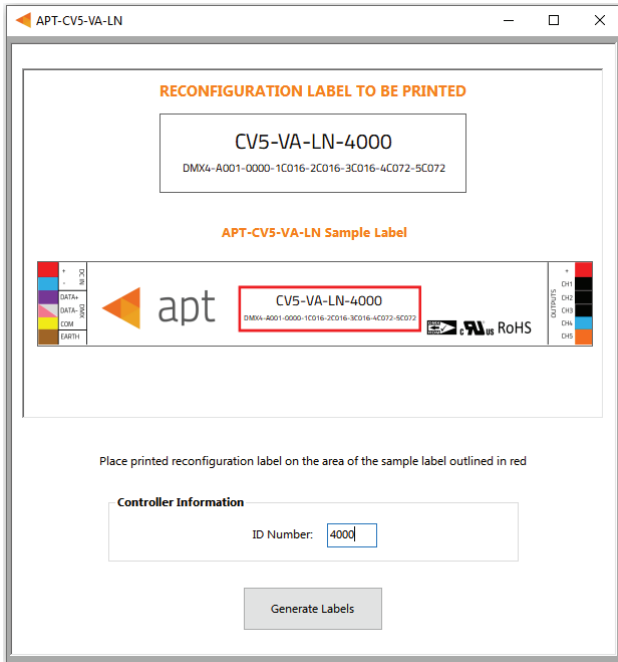 APT-CV5-VA-LN
RECONFIGURATION LABEL TO BE PRINTED
CV5-VA-LN-4000
DMX4-A001-0000-1C016-2C016-3C016-4C072-5C072
APT-CV5-VA-LN Sample Label
+
-
DC IN
DATA+
DATA-
COM
DMX
EARTH
apt
CV5-VA-LN-4000
DMX4-A001-0000-1C016-2C016-3C016-4C072-5C072
c RU us RoHS
OUTPUTS
+
CH1
CH2
CH3
CH4
CH5
Place printed reconfiguration label on the area of the sample label outlined in red
Controller Information
ID Number: 4000
Generate Labels